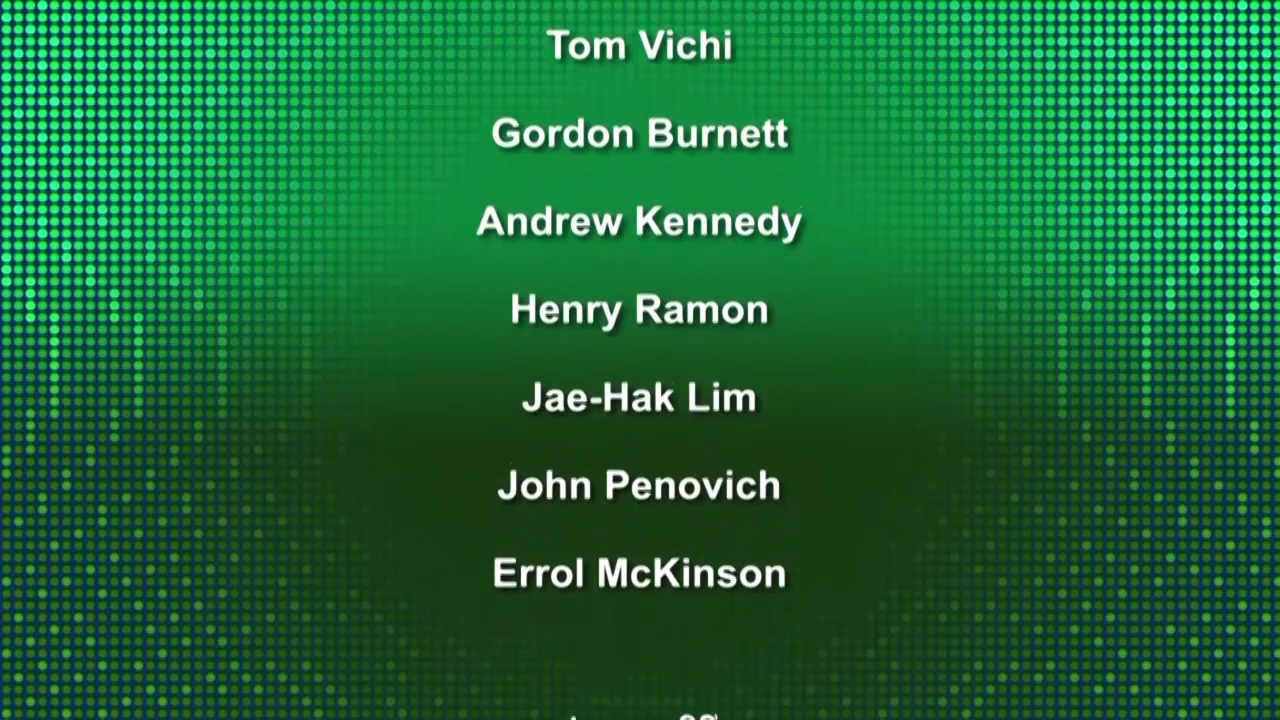 Tom Vichi
Gordon Burnett
Andrew Kennedy
Henry Ramon
Jae-Hak Lim
John Penovich
Errol McKinson